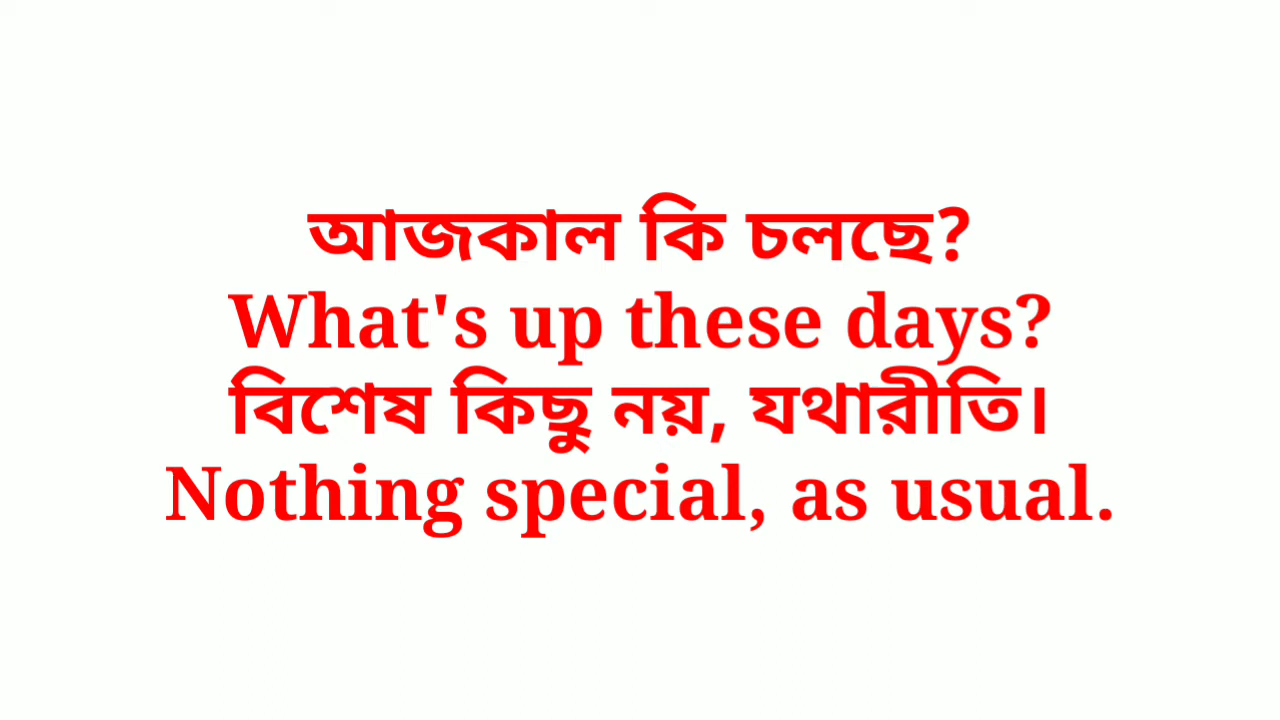 আজকাল কি চলছে?
What's up these days?
বিশেষ কিছু নয়, যথারীতি।
Nothing special, as usual.